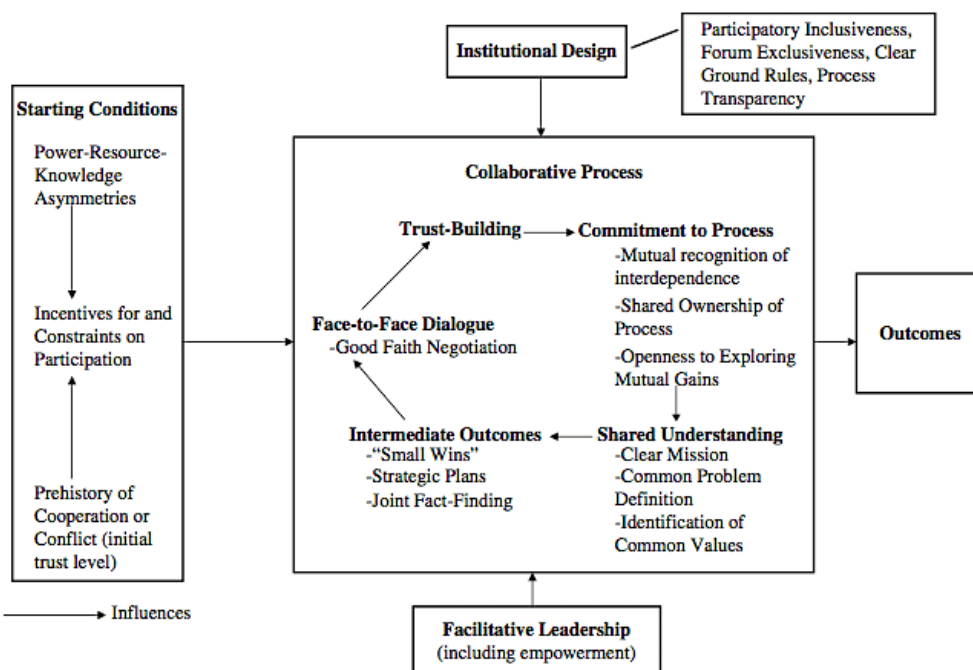 Institutional Design
Participatory Inclusiveness,
Forum Exclusiveness, Clear
Ground Rules, Process
Transparency
Starting Conditions
Power-Resource-
Knowledge
Asymmetries
Incentives for and
Constraints on
Participation
Prehistory of
Cooperation or
Conflict (initial
trust level)
Influences
Collaborative Process
Trust-Building
Commitment to Process
-Mutual recognition of
interdependence
-Shared Ownership of
Process
-Openness to Exploring
Mutual Gains
Face-to-Face Dialogue
-Good Faith Negotiation
Intermediate Outcomes
-“Small Wins”
-Strategic Plans
-Joint Fact-Finding
Shared Understanding
-Clear Mission
-Common Problem
Definition
-Identification of
Common Values
Outcomes
Facilitative Leadership
(including empowerment)